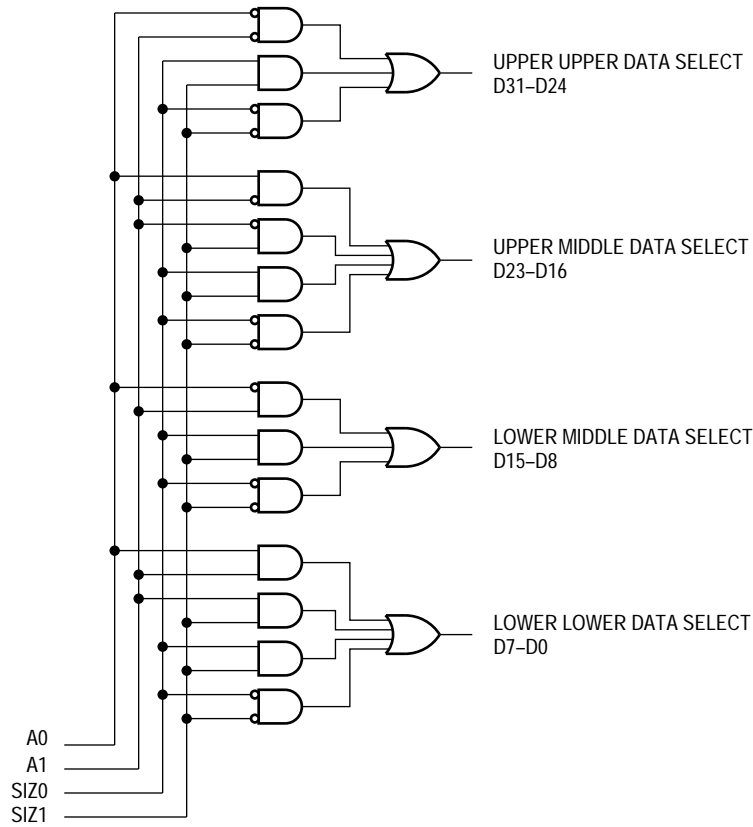 UPPER UPPER DATA SELECT
D31–D24
UPPER MIDDLE DATA SELECT
D23–D16
LOWER MIDDLE DATA SELECT
D15–D8
LOWER LOWER DATA SELECT
D7–D0
A0
A1
SIZ0
SIZ1